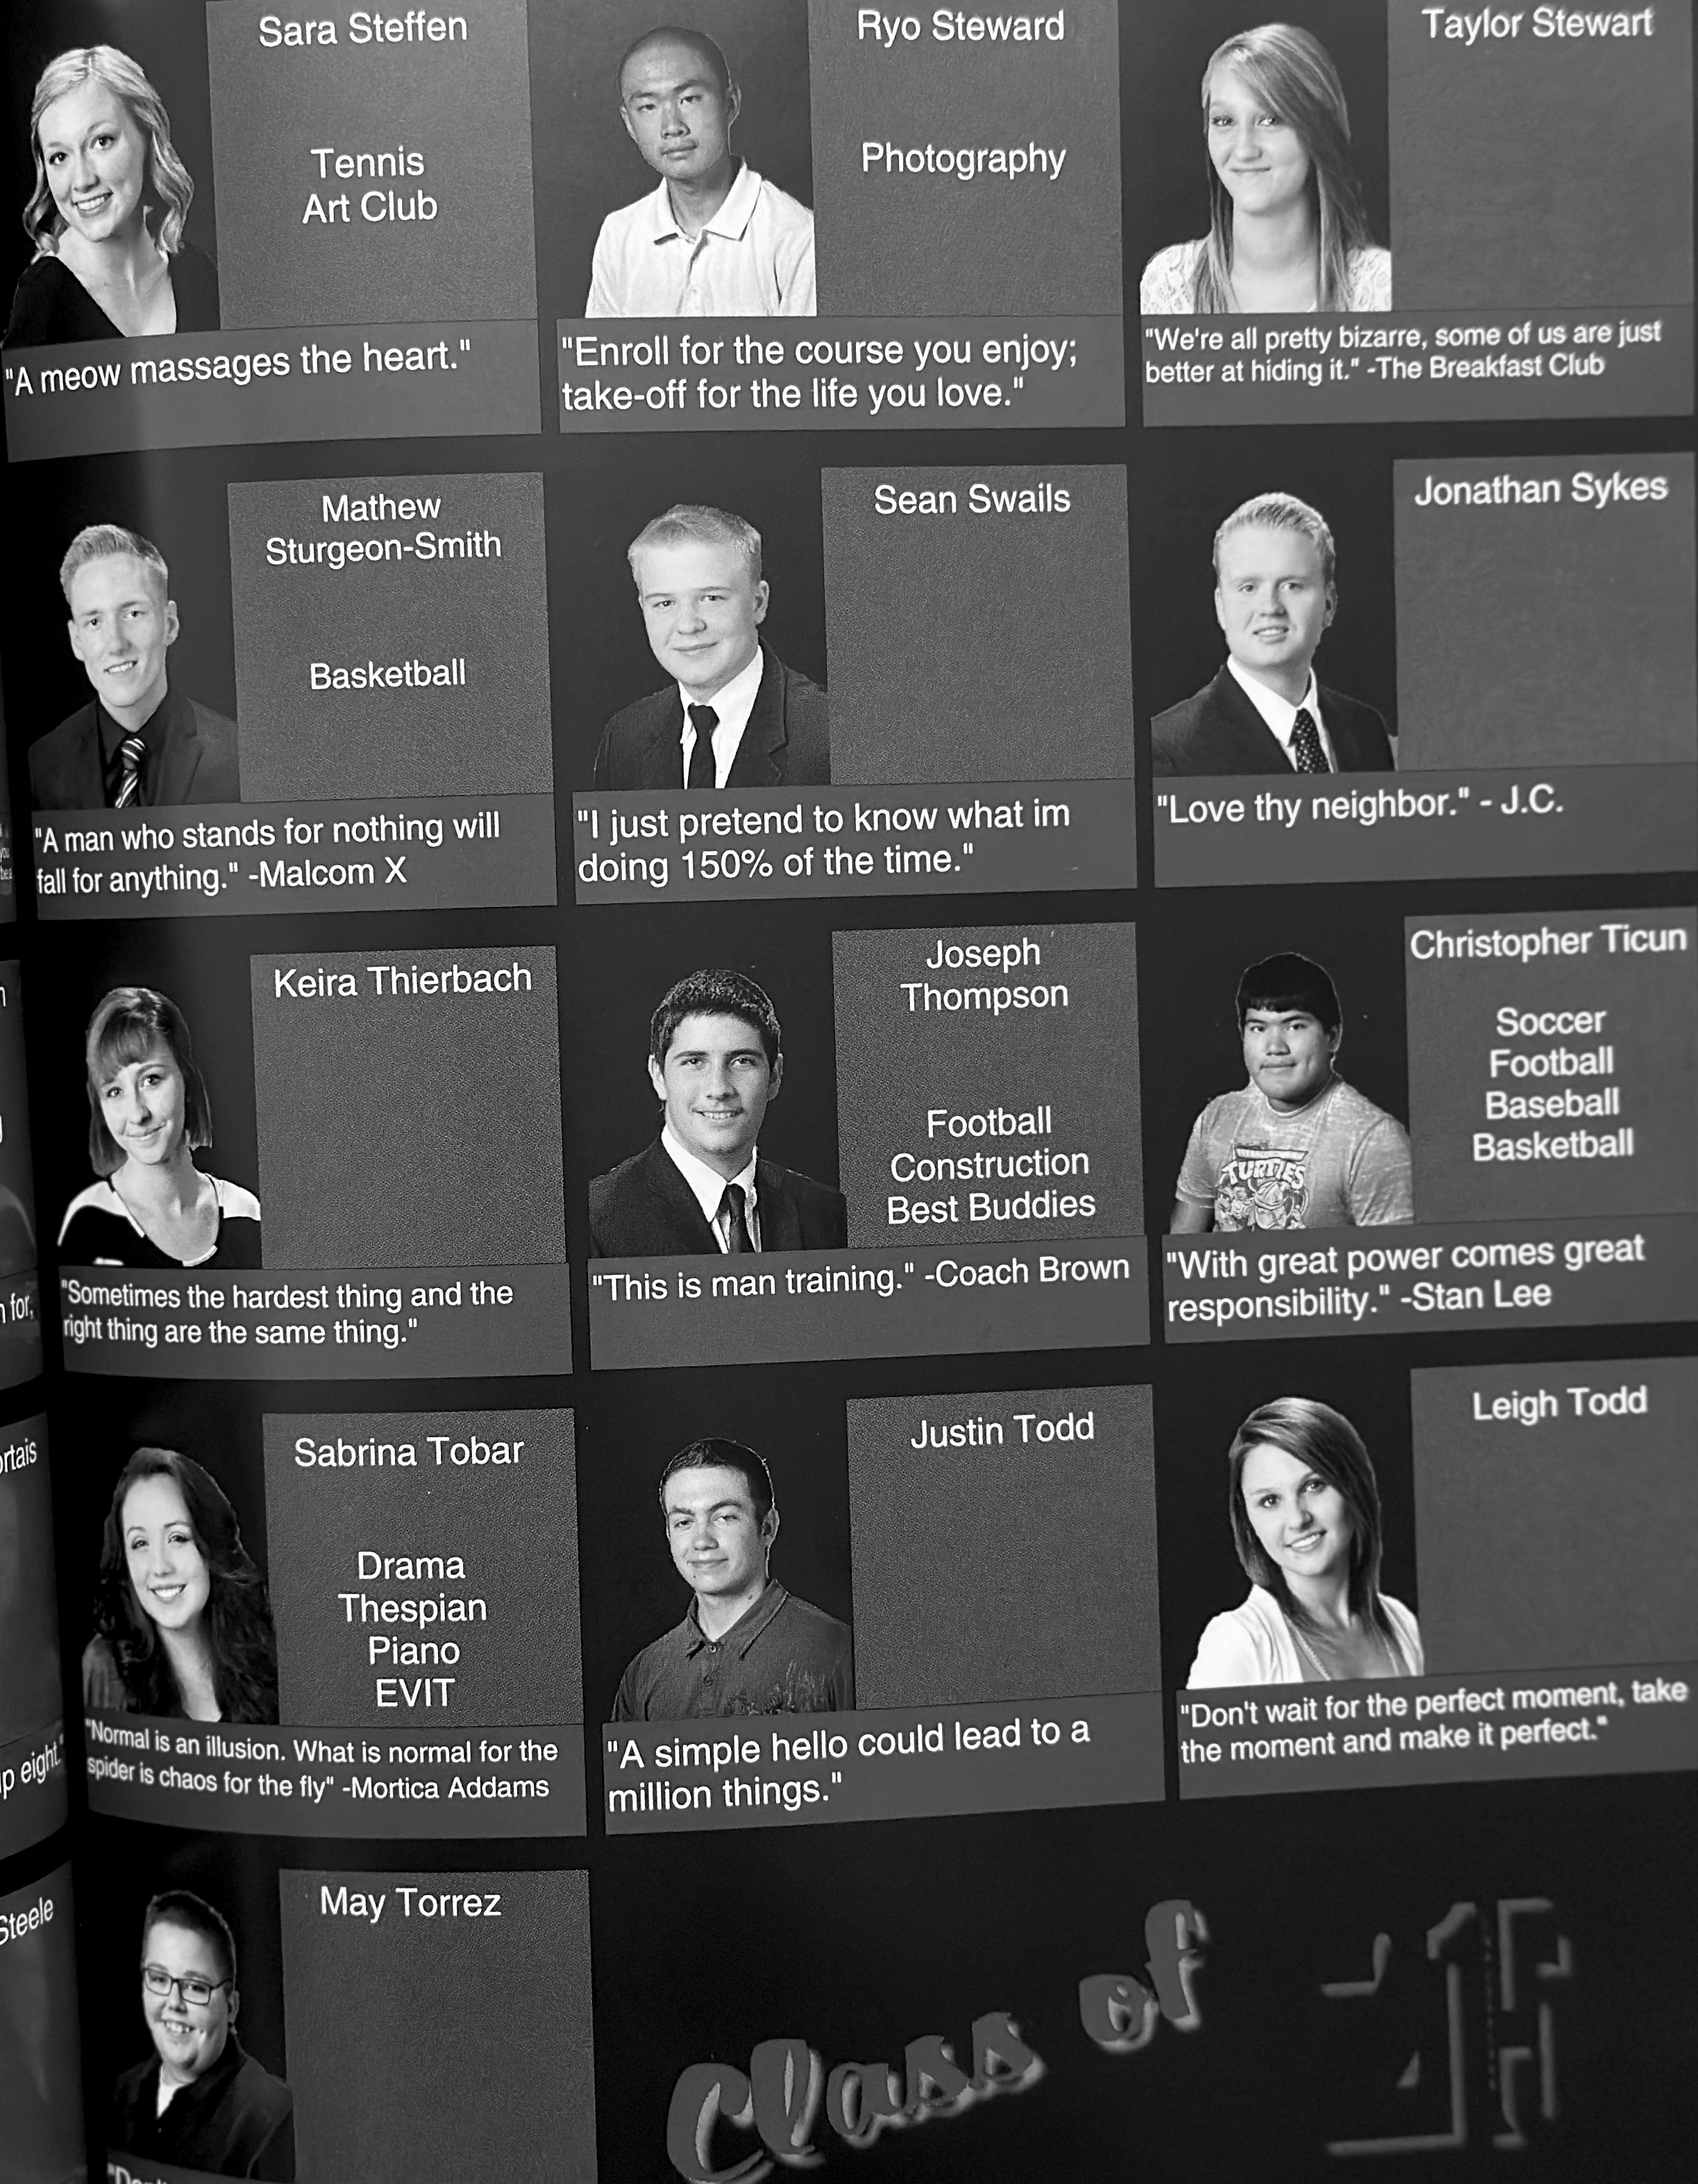 Sara Steffen
Tennis
Art Club
"A meow massages the heart."
Ryo Steward
Photography
"Enroll for the course you enjoy;
take-off for the life you love."
Taylor Stewart
"We're all pretty bizarre, some of us are just
better at hiding it." -The Breakfast Club
Mathew
Sturgeon-Smith
Basketball
"A man who stands for nothing will
fall for anything." -Malcom X
Sean Swails
"I just pretend to know what im
doing 150% of the time."
Jonathan Sykes
"Love thy neighbor." - J.C.
Keira Thierbach
"Sometimes the hardest thing and the
right thing are the same thing."
Joseph
Thompson
Football
Construction
Best Buddies
"This is man training." -Coach Brown
Christopher Ticun
Soccer
Football
Baseball
Basketball
TURTLES
"With great power comes great
responsibility." -Stan Lee
Sabrina Tobar
Drama
Thespian
Piano
EVIT
"Normal is an illusion. What is normal for the
spider is chaos for the fly" -Mortica Addams
Justin Todd
"A simple hello could lead to a
million things."
Leigh Todd
"Don't wait for the perfect moment, take
the moment and make it perfect."
May Torrez
Class of
for,
eight."
Steele